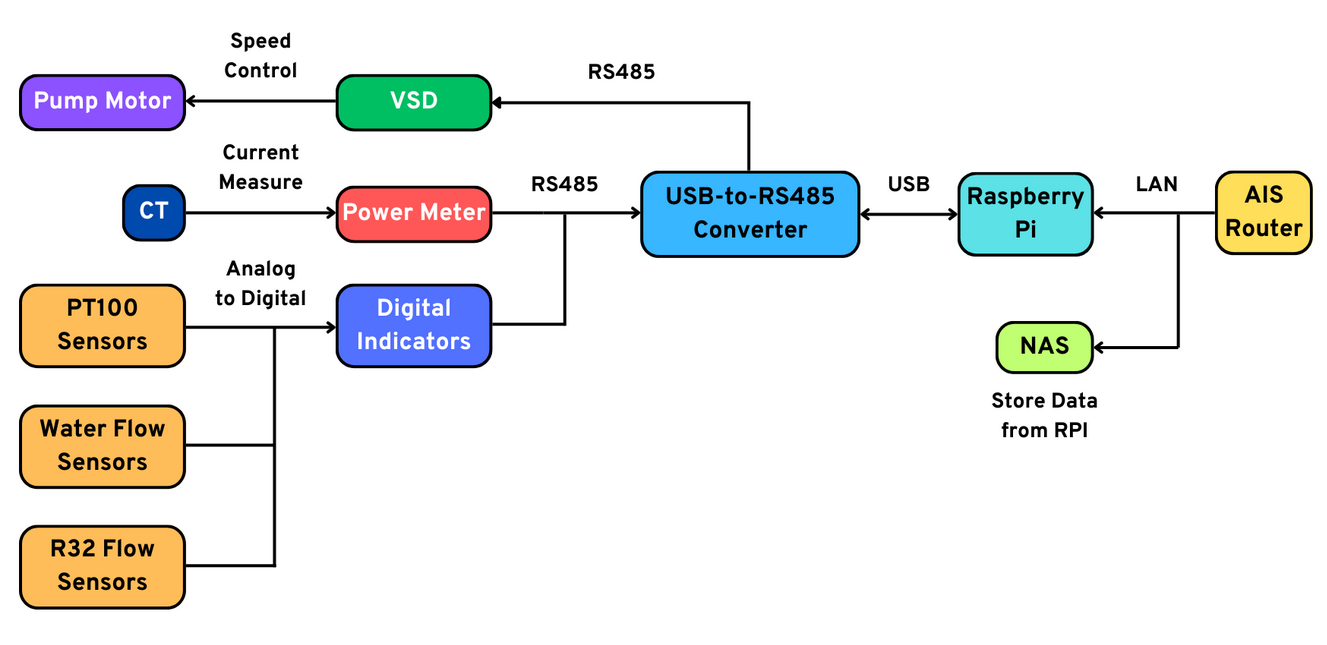 Speed
Control
RS485
Pump Motor
VSD
Current
Measure
CT
Power Meter
RS485
USB-to-RS485
Converter
USB
Raspberry
Pi
LAN
AIS
Router
Analog
to Digital
PT100
Sensors
Digital
Indicators
NAS
Store Data
from RPI
Water Flow
Sensors
R32 Flow
Sensors